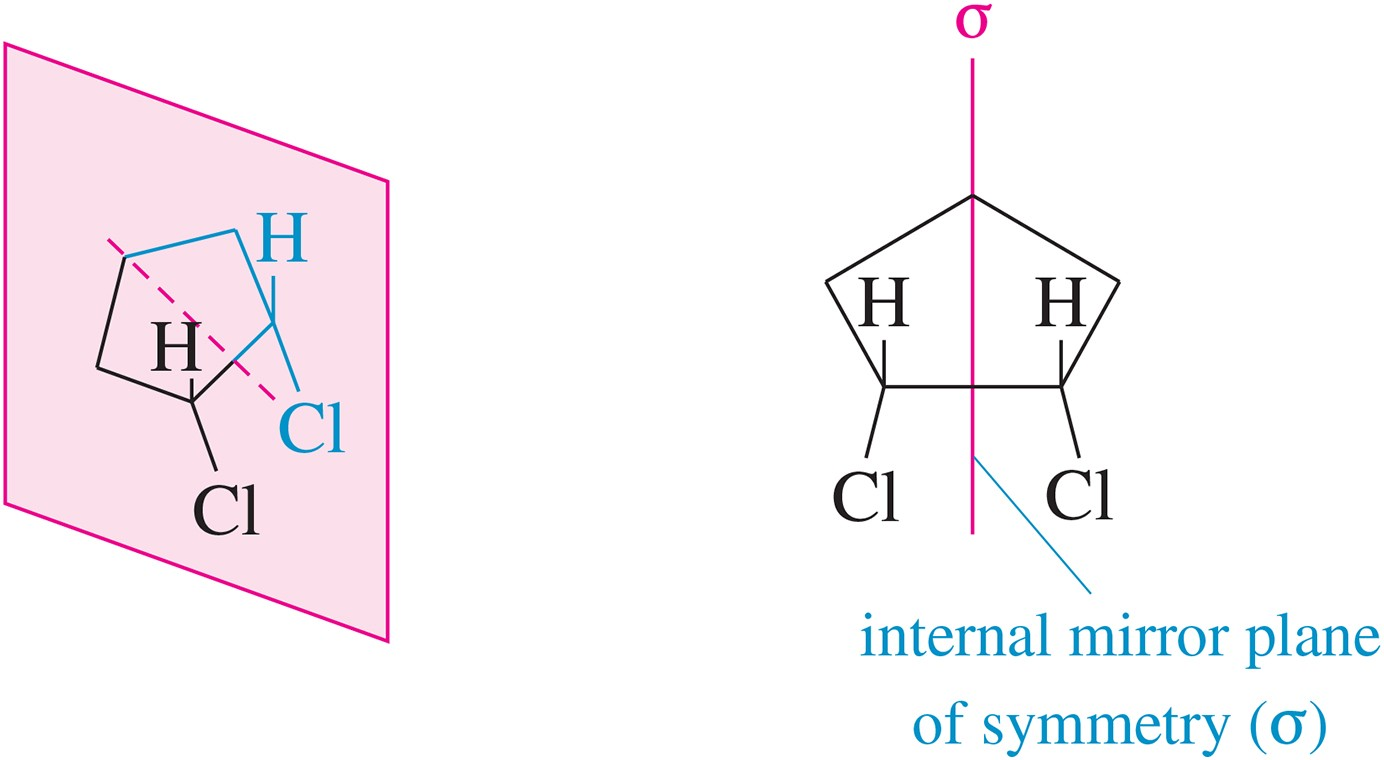 σ
H
H
Cl
Cl
H H
Cl Cl
internal mirror plane
of symmetry (σ)